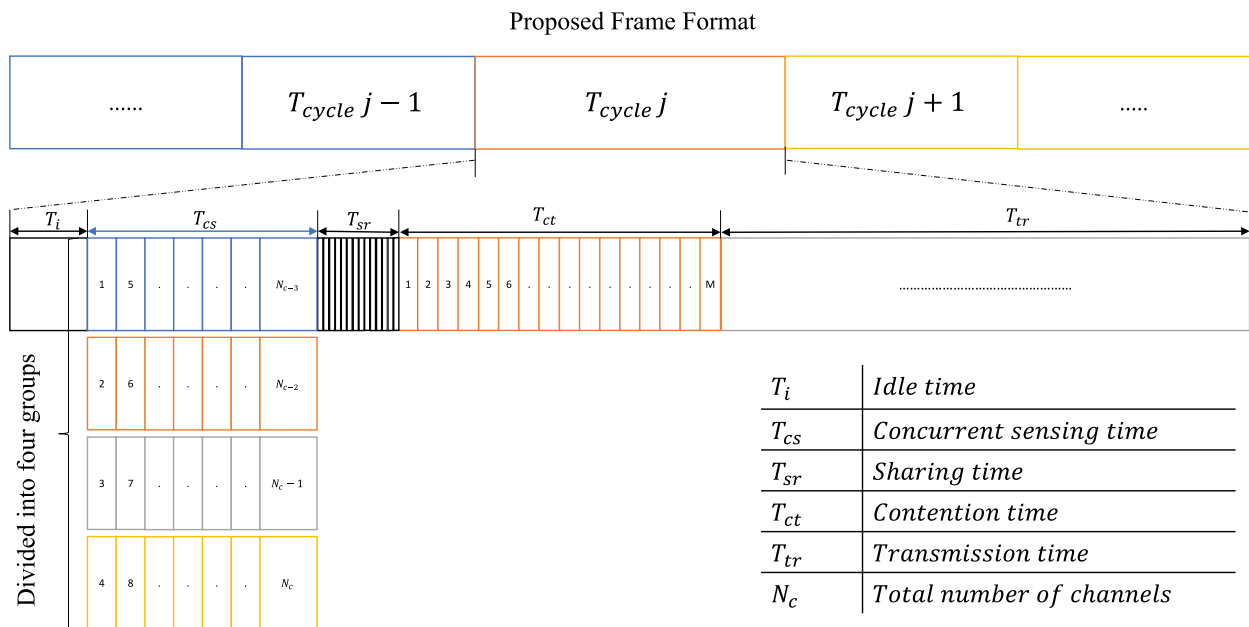 Proposed Frame Format
...... T_cycle j − 1 T_cycle j T_cycle j + 1 .....
T_i T_cs T_sr T_ct T_tr
1 5 . . . . N_{c−3} 1 2 3 4 5 6 . . . . . . . . . M ................................................
2 6 . . . . N_{c−2}
3 7 . . . . N_c − 1
4 8 . . . . N_c
Divided into four groups
T_i Idle time
T_cs Concurrent sensing time
T_sr Sharing time
T_ct Contention time
T_tr Transmission time
N_c Total number of channels